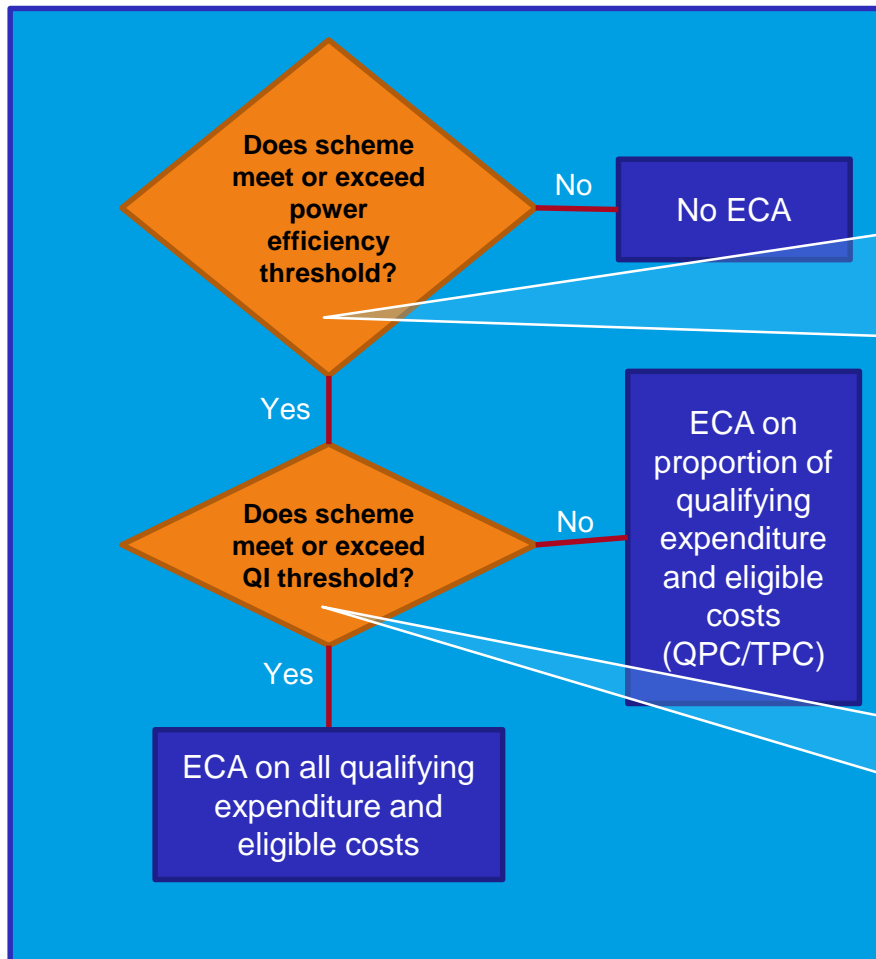 Does scheme
meet or exceed
power
efficiency
threshold?
No
No ECA
Yes
Does scheme
meet or exceed
QI threshold?
No
ECA on
proportion of
qualifying
expenditure
and eligible
costs
(QPC/TPC)
Yes
ECA on all qualifying
expenditure and
eligible costs